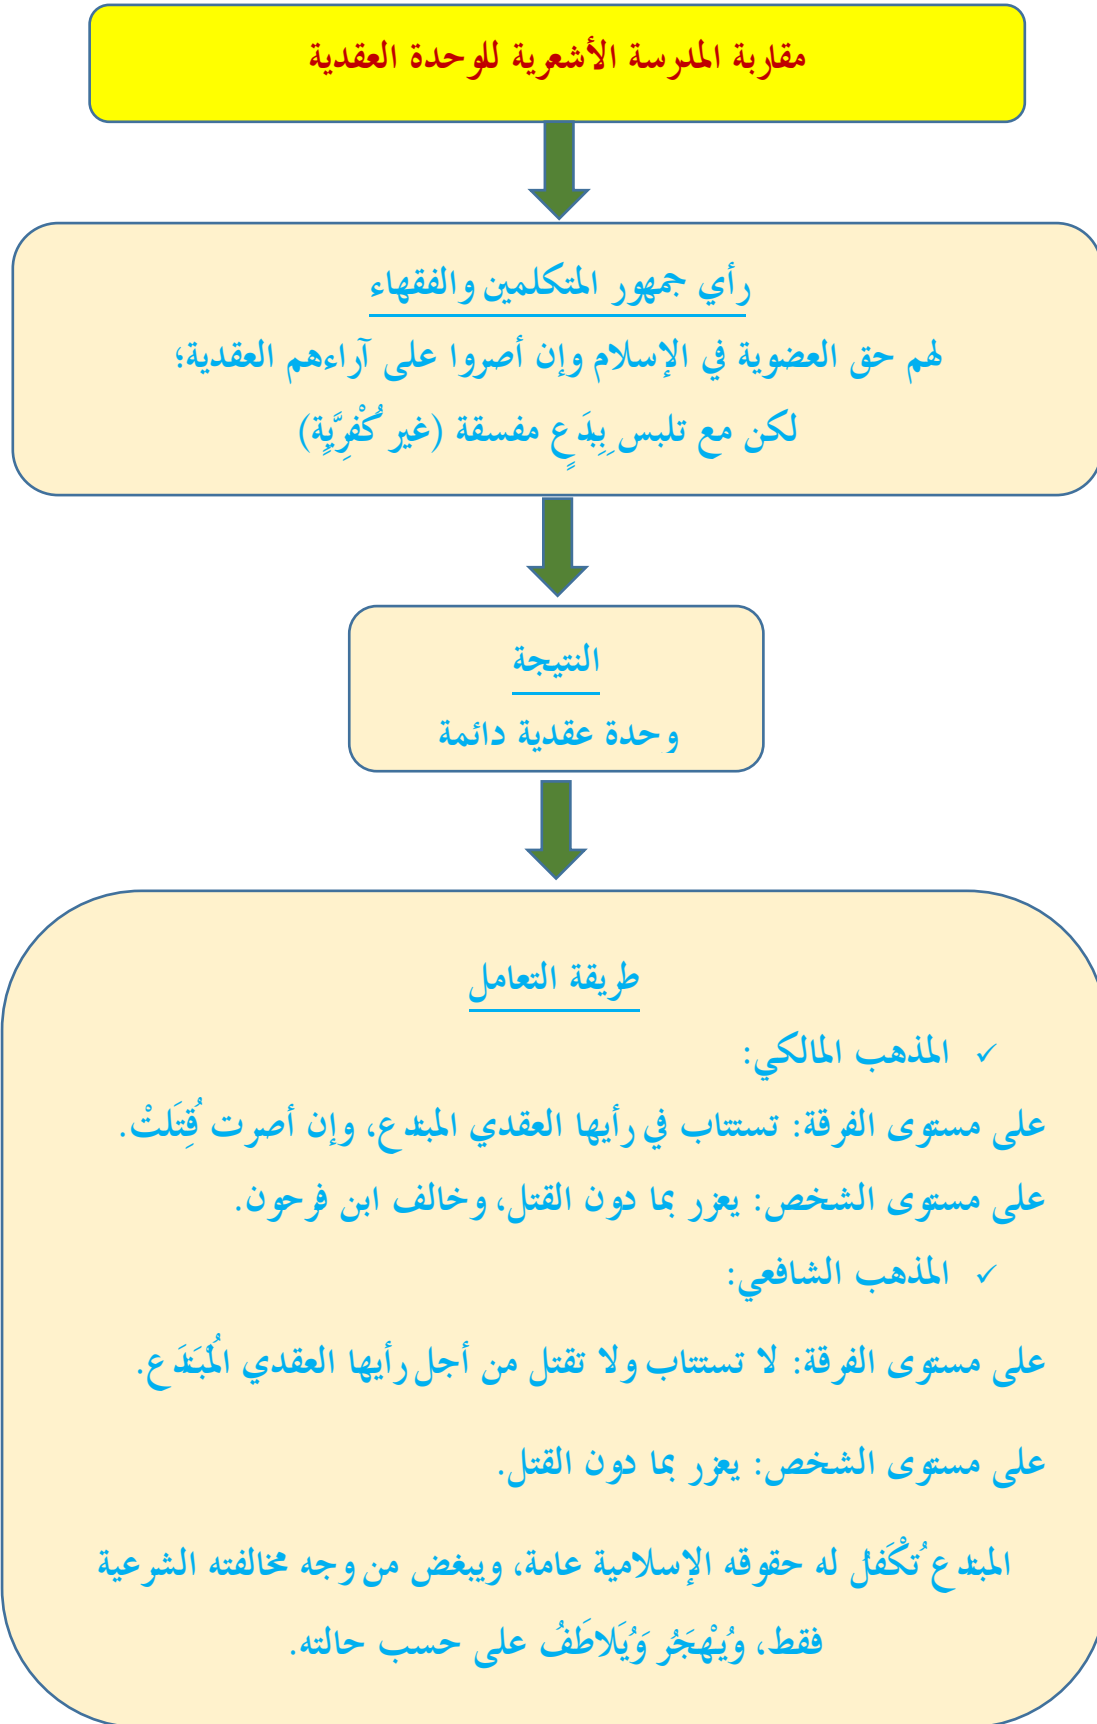 مقاربة المدرسة الأشعرية للوحدة العقدية
رأي جمهور المتكلمين والفقهاء
لهم حق العضوية في الإسلام وإن أصروا على آراءهم العقدية؛
لكن مع تلبس بِبِدَعٍ مفسقة (غير كُفْرِيَّةٍ)
النتيجة
وحدة عقدية دائمة
طريقة التعامل
✓ المذهب المالكي:
على مستوى الفرقة: تستتاب في رأيها العقدي المبتدع، وإن أصرت قُتِلَتْ.
على مستوى الشخص: يعزر بما دون القتل، وخالف ابن فرحون.
✓ المذهب الشافعي:
على مستوى الفرقة: لا تستتاب ولا تقتل من أجل رأيها العقدي المُبْتَدَع.
على مستوى الشخص: يعزر بما دون القتل.
المبتدع تُكْفَلُ له حقوقه الإسلامية عامة، ويبغض من وجه مخالفته الشرعية
فقط، ويُهْجَرُ وَيُلاطَفُ على حسب حالته.